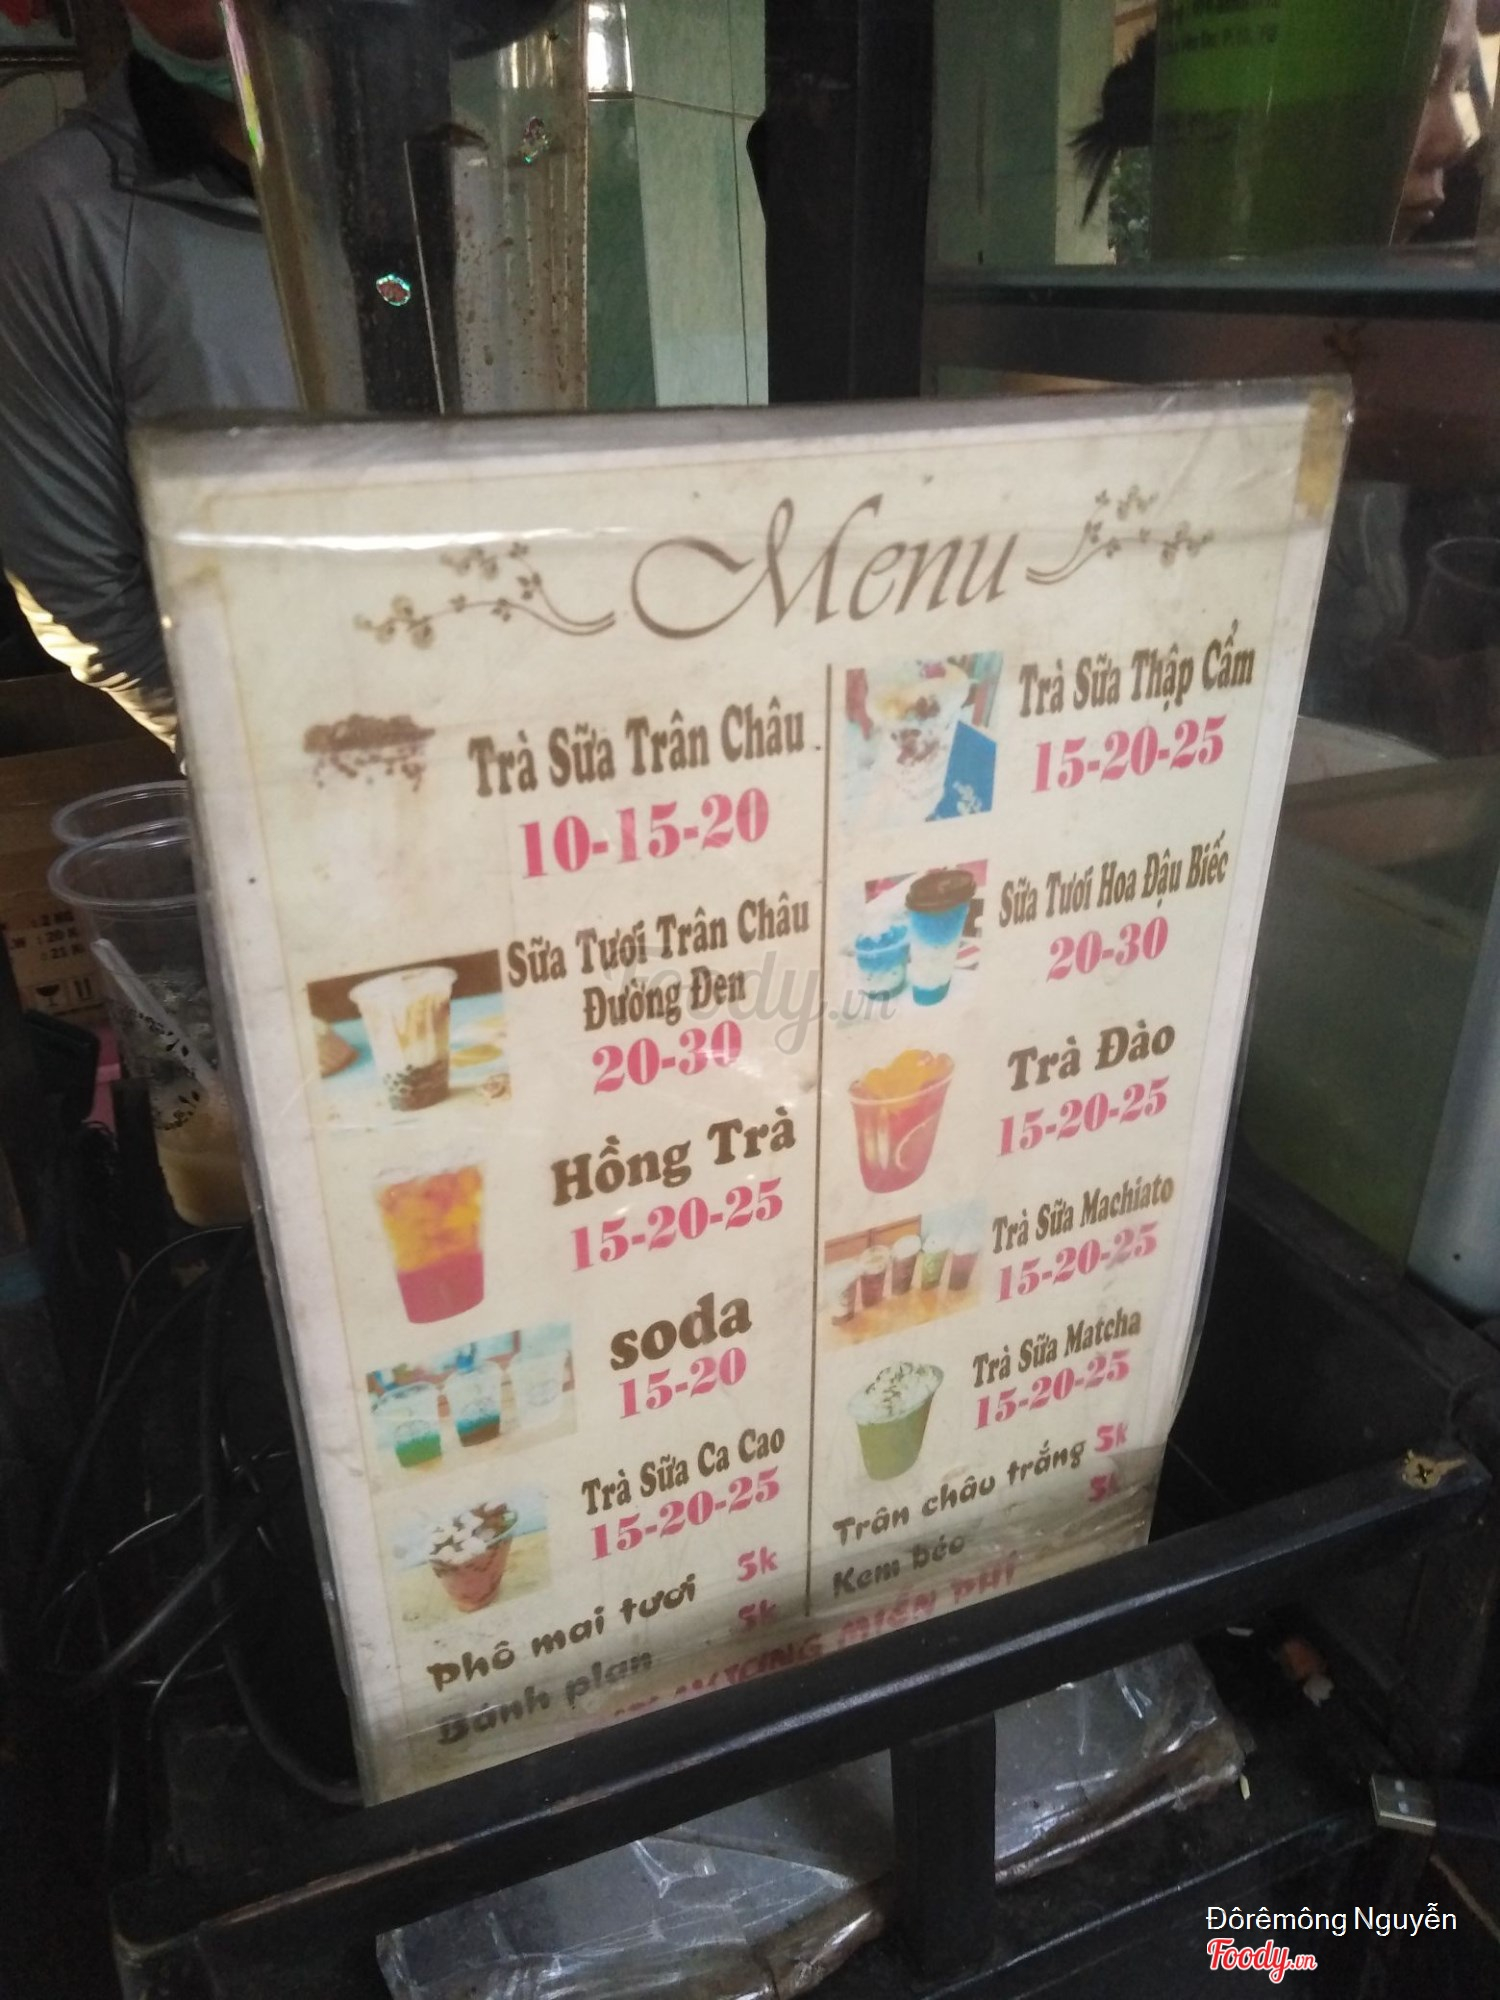 Menu
Trà Sữa Trân Châu
10-15-20
Sữa Tươi Trân Châu
Đường Đen
20-30
Hồng Trà
15-20-25
soda
15-20
Trà Sữa Ca Cao
15-20-25
Phô mai tươi 5k
Bánh plan 5k
Trà Sữa Thập Cẩm
15-20-25
Sữa Tươi Hoa Đậu Biếc
20-30
Trà Đào
15-20-25
Trà Sữa Machiato
15-20-25
Trà Sữa Matcha
15-20-25
Trân châu trắng 5k
Kem béo 5k
MIỄN PHÍ
Foody.vn
Đôrêmông Nguyễn
Foody.vn